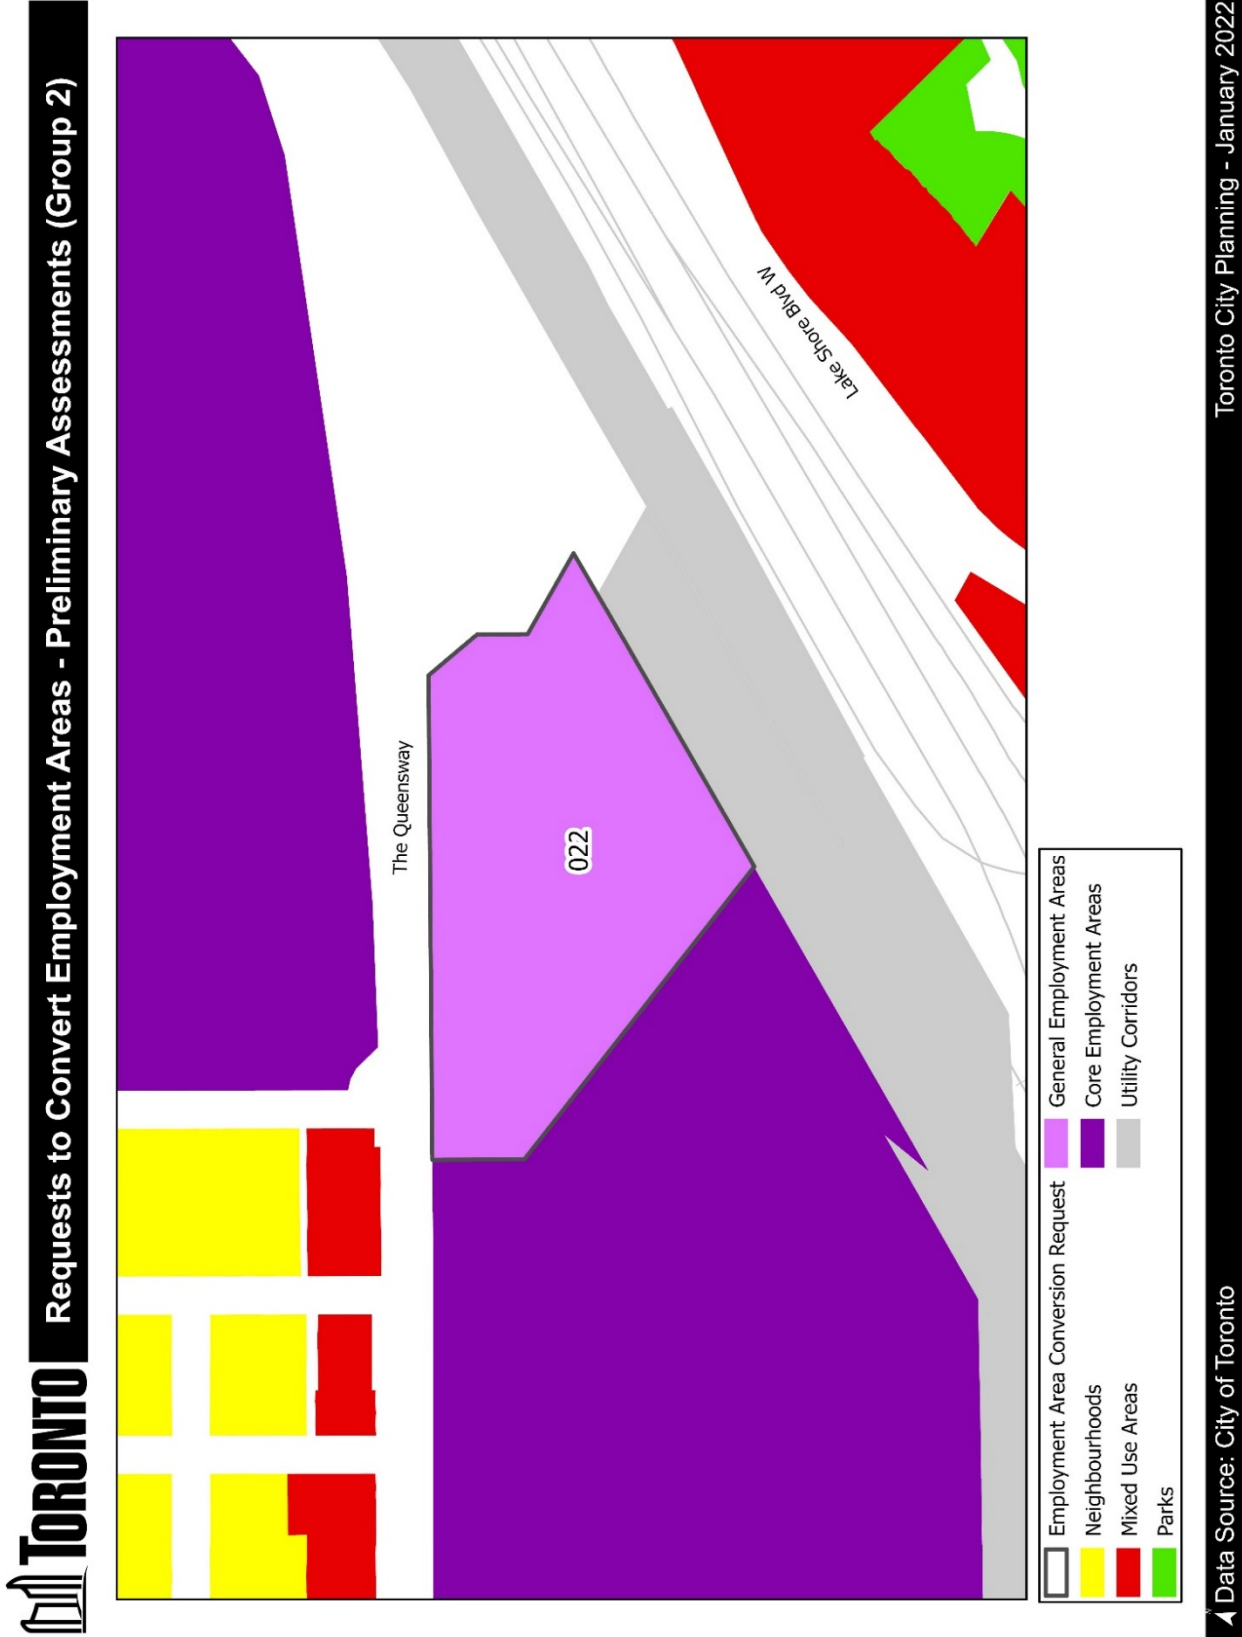 TORONTO
Requests to Convert Employment Areas - Preliminary Assessments (Group 2)
The Queensway
022
Lake Shore Blvd W
Employment Area Conversion Request
Neighbourhoods
Mixed Use Areas
Parks
General Employment Areas
Core Employment Areas
Utility Corridors
N
Data Source: City of Toronto
Toronto City Planning - January 2022